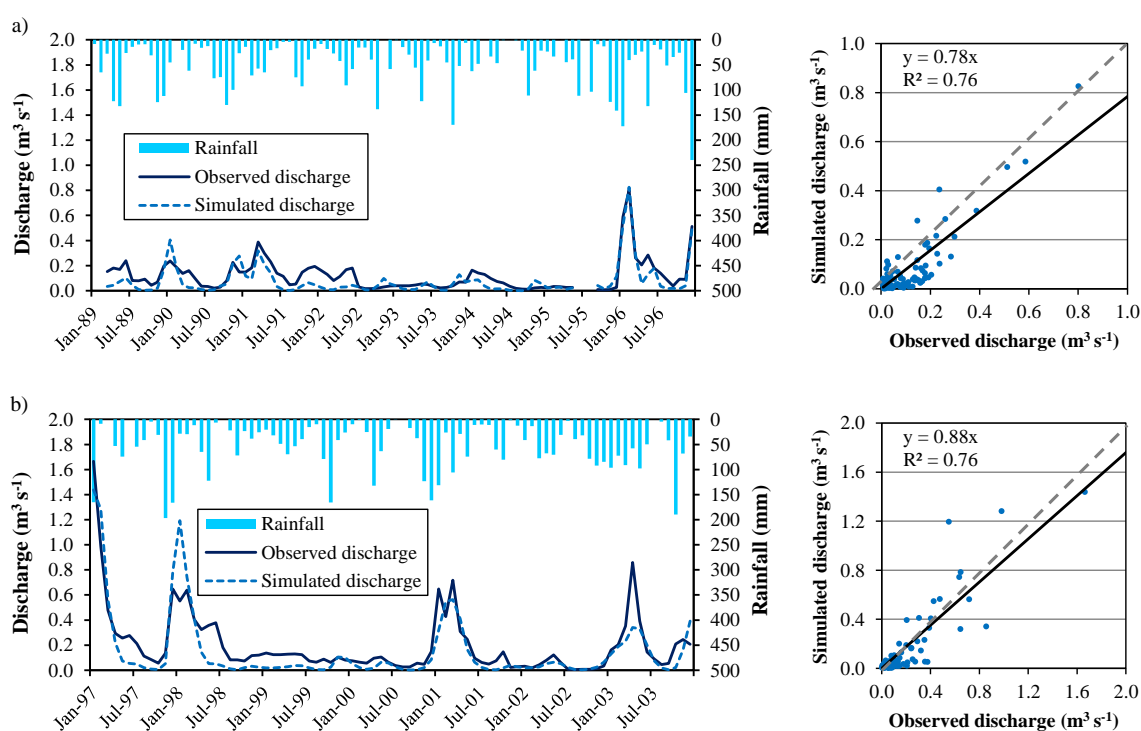 a)
2.0
1.8
1.6
1.4
1.2
1.0
0.8
0.6
0.4
0.2
0.0
Discharge (m³ s⁻¹)
0
50
100
150
200
250
300
350
400
450
500
Rainfall (mm)
Rainfall
Observed discharge
Simulated discharge
Jan-89
Jul-89
Jan-90
Jul-90
Jan-91
Jul-91
Jan-92
Jul-92
Jan-93
Jul-93
Jan-94
Jul-94
Jan-95
Jul-95
Jan-96
Jul-96
y = 0.78x
R² = 0.76
1.0
0.8
0.6
0.4
0.2
0.0
Simulated discharge (m³ s⁻¹)
0.0 0.2 0.4 0.6 0.8 1.0
Observed discharge (m³ s⁻¹)
b)
2.0
1.8
1.6
1.4
1.2
1.0
0.8
0.6
0.4
0.2
0.0
Discharge (m³ s⁻¹)
0
50
100
150
200
250
300
350
400
450
500
Rainfall (mm)
Rainfall
Observed discharge
Simulated discharge
Jan-97
Jul-97
Jan-98
Jul-98
Jan-99
Jul-99
Jan-00
Jul-00
Jan-01
Jul-01
Jan-02
Jul-02
Jan-03
Jul-03
y = 0.88x
R² = 0.76
2.0
1.6
1.2
0.8
0.4
0.0
Simulated discharge (m³ s⁻¹)
0.0 0.4 0.8 1.2 1.6 2.0
Observed discharge (m³ s⁻¹)